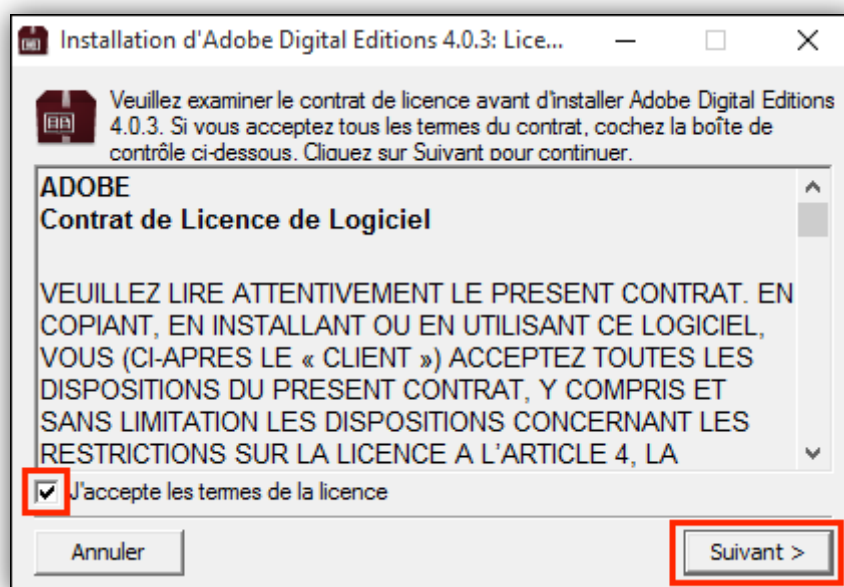 Installation d'Adobe Digital Editions 4.0.3: Lice...
Veuillez examiner le contrat de licence avant d'installer Adobe Digital Editions
4.0.3. Si vous acceptez tous les termes du contrat, cochez la boîte de
contrôle ci-dessous. Cliquez sur Suivant pour continuer.
ADOBE
Contrat de Licence de Logiciel
VEUILLEZ LIRE ATTENTIVEMENT LE PRESENT CONTRAT. EN
COPIANT, EN INSTALLANT OU EN UTILISANT CE LOGICIEL,
VOUS (CI-APRES LE « CLIENT ») ACCEPTEZ TOUTES LES
DISPOSITIONS DU PRESENT CONTRAT, Y COMPRIS ET
SANS LIMITATION LES DISPOSITIONS CONCERNANT LES
RESTRICTIONS SUR LA LICENCE A L’ARTICLE 4, LA
J'accepte les termes de la licence
Annuler
Suivant >